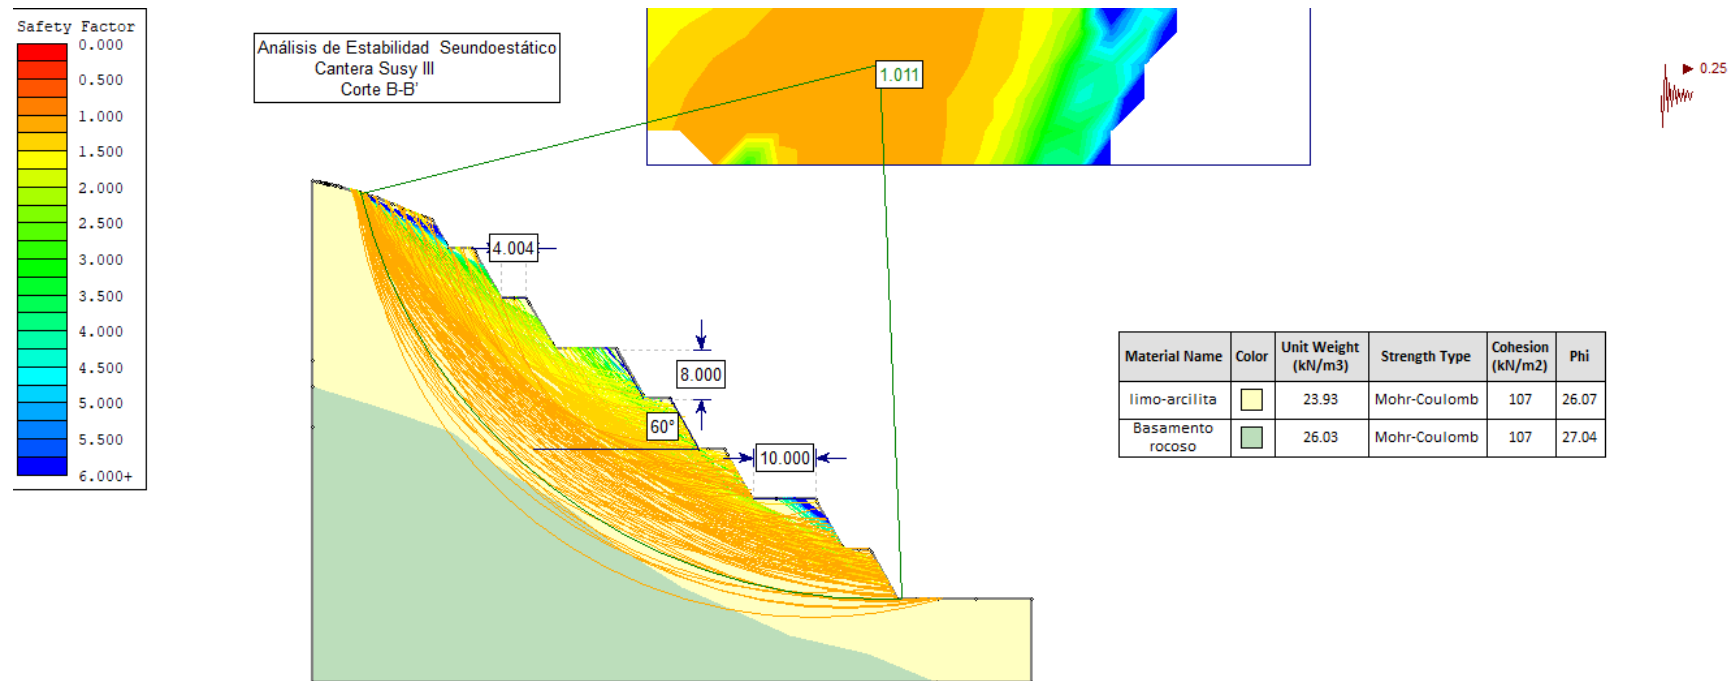 Safety Factor
0.000
0.500
1.000
1.500
2.000
2.500
3.000
3.500
4.000
4.500
5.000
5.500
6.000+
Análisis de Estabilidad Seundoestático
Cantera Susy III
Corte B-B'
1.011
0.25
4.004
8.000
60°
10.000
Material Name Color Unit Weight (kN/m3) Strength Type Cohesion (kN/m2) Phi
limo-arcilita 23.93 Mohr-Coulomb 107 26.07
Basamento rocoso 26.03 Mohr-Coulomb 107 27.04